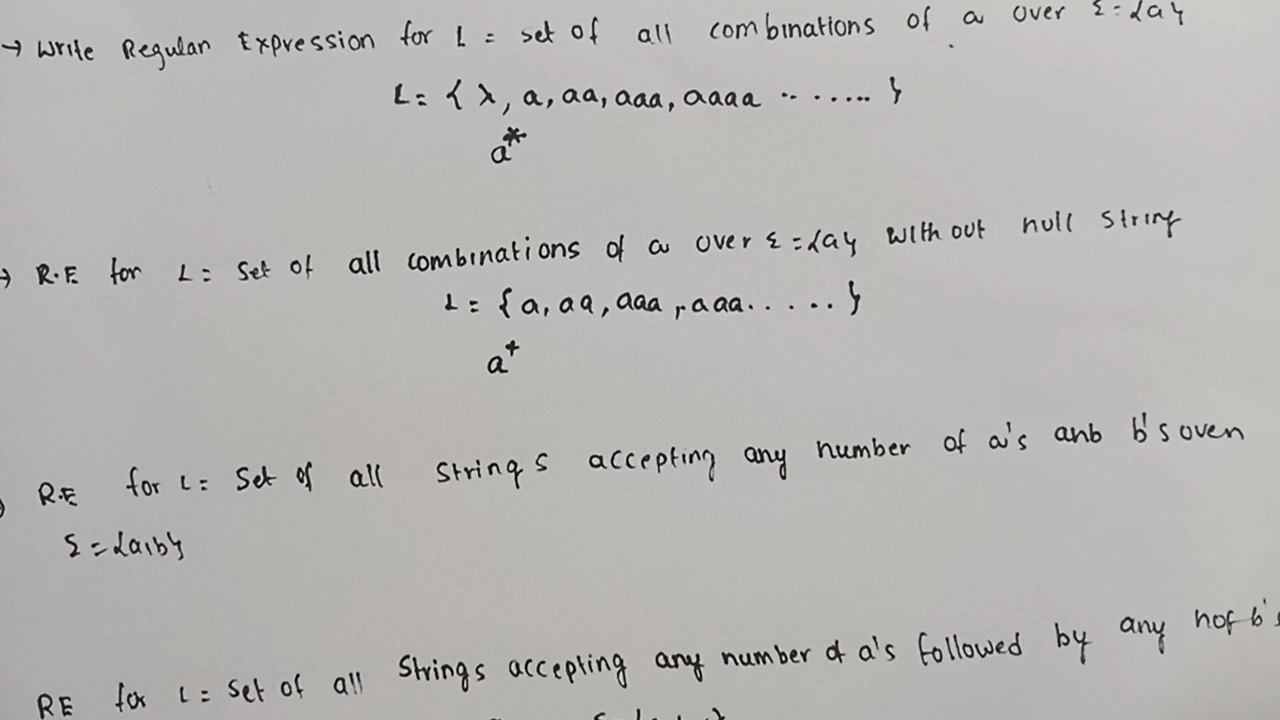 → Write Regular Expression for L = set of all combinations of a over Σ = {a}
L = { λ, a, aa, aaa, aaaa ........ }
a*
→ R.E for L = Set of all combinations of a over Σ = {a} without null string
L = { a, aa, aaa, aaa...... }
a+
R.E for L = Set of all Strings accepting any number of a's anb b's over
Σ = {a,b}
RE for L = Set of all Strings accepting any number of a's followed by any nof b's